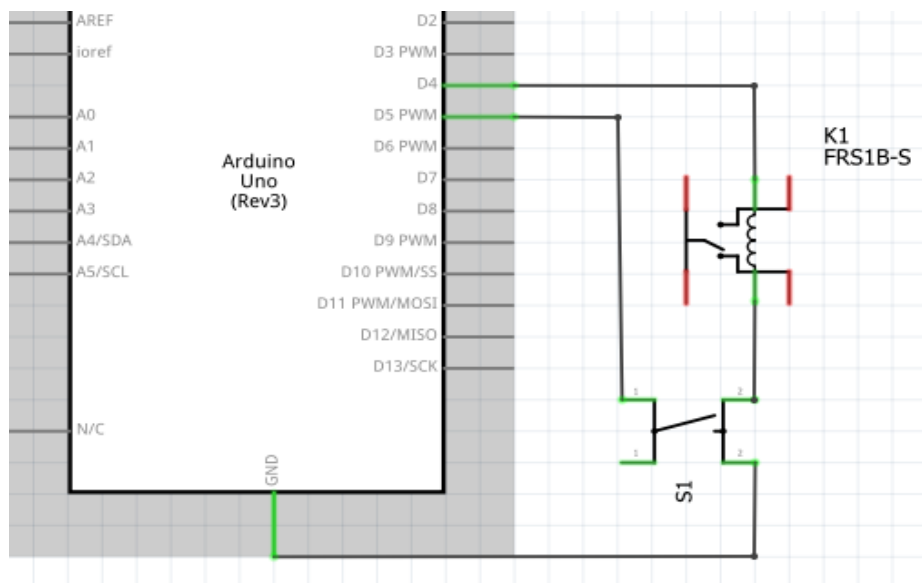 AREF
ioref
A0
A1
A2
A3
A4/SDA
A5/SCL
N/C
Arduino
Uno
(Rev3)
GND
D2
D3 PWM
D4
D5 PWM
D6 PWM
D7
D8
D9 PWM
D10 PWM/SS
D11 PWM/MOSI
D12/MISO
D13/SCK
K1
FRS1B-S
1
2
1
2
S1